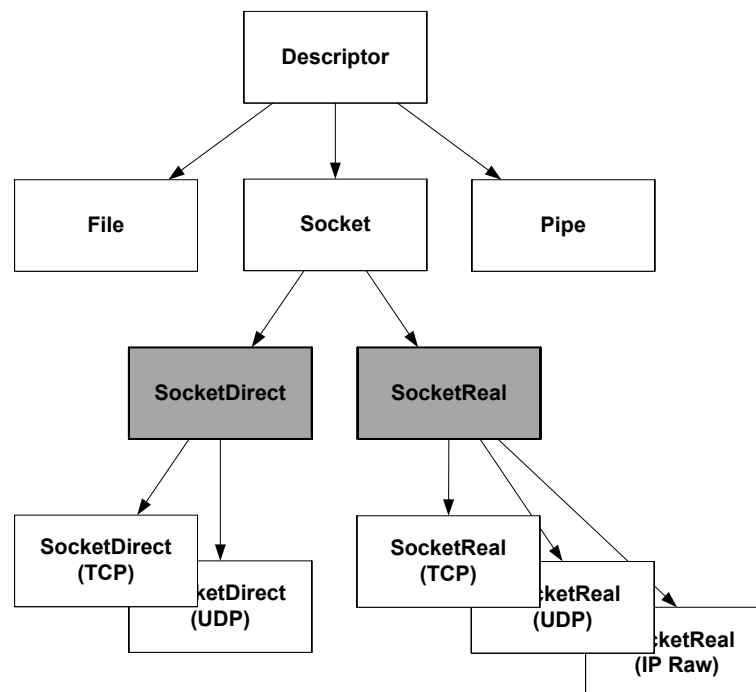 Descriptor
File
Socket
Pipe
SocketDirect
SocketReal
SocketDirect
(TCP)
SocketReal
(TCP)
ketDirect
(UDP)
cketReal
(UDP)
cketReal
(IP Raw)